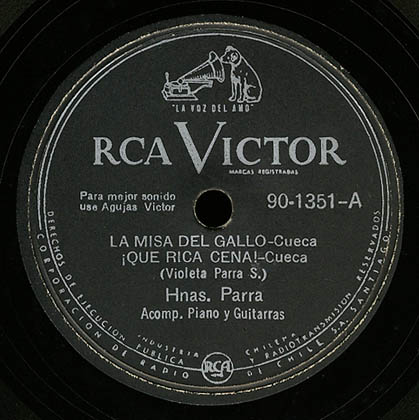 "LA VOZ DEL AMO"
RCA VICTOR
MARCAS REGISTRADAS
Para mejor sonido
use Agujas Victor
90-1351-A
LA MISA DEL GALLO-Cueca
¡QUE RICA CENA!-Cueca
(Violeta Parra S.)
Hnas. Parra
Acomp. Piano y Guitarras
DERECHOS DE EJECUCION PUBLICA Y RADIOTRANSMISION RESERVADOS
CORPORACION DE RADIO DE CHILE S.A. SANTIAGO
INDUSTRIA CHILENA
RCA